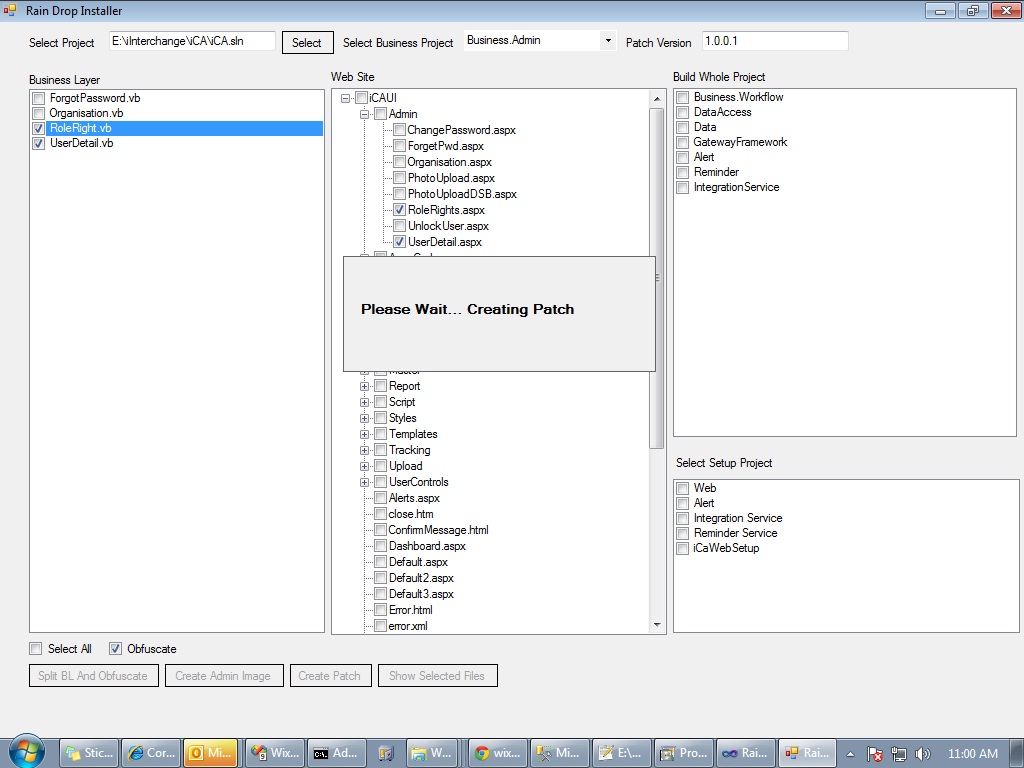 Rain Drop Installer
Select Project E:\iInterchange\iCA\iCA.sln Select Select Business Project Business.Admin Patch Version 1.0.0.1
Business Layer
ForgotPassword.vb
Organisation.vb
RoleRight.vb
UserDetail.vb
Web Site
iCAUI
Admin
ChangePassword.aspx
ForgetPwd.aspx
Organisation.aspx
PhotoUpload.aspx
PhotoUploadDSB.aspx
RoleRights.aspx
UnlockUser.aspx
UserDetail.aspx
Please Wait... Creating Patch
Report
Script
Styles
Templates
Tracking
Upload
UserControls
Alerts.aspx
close.htm
ConfirmMessage.html
Dashboard.aspx
Default.aspx
Default2.aspx
Default3.aspx
Error.html
error.xml
Build Whole Project
Business.Workflow
DataAccess
Data
GatewayFramework
Alert
Reminder
IntegrationService
Select Setup Project
Web
Alert
Integration Service
Reminder Service
iCaWebSetup
Select All Obfuscate
Split BL And Obfuscate Create Admin Image Create Patch Show Selected Files
Stic... Cor... Mi... Wix... Ad... W... wix... Mi... E:\... Pro... Rai... Rai... 11:00 AM